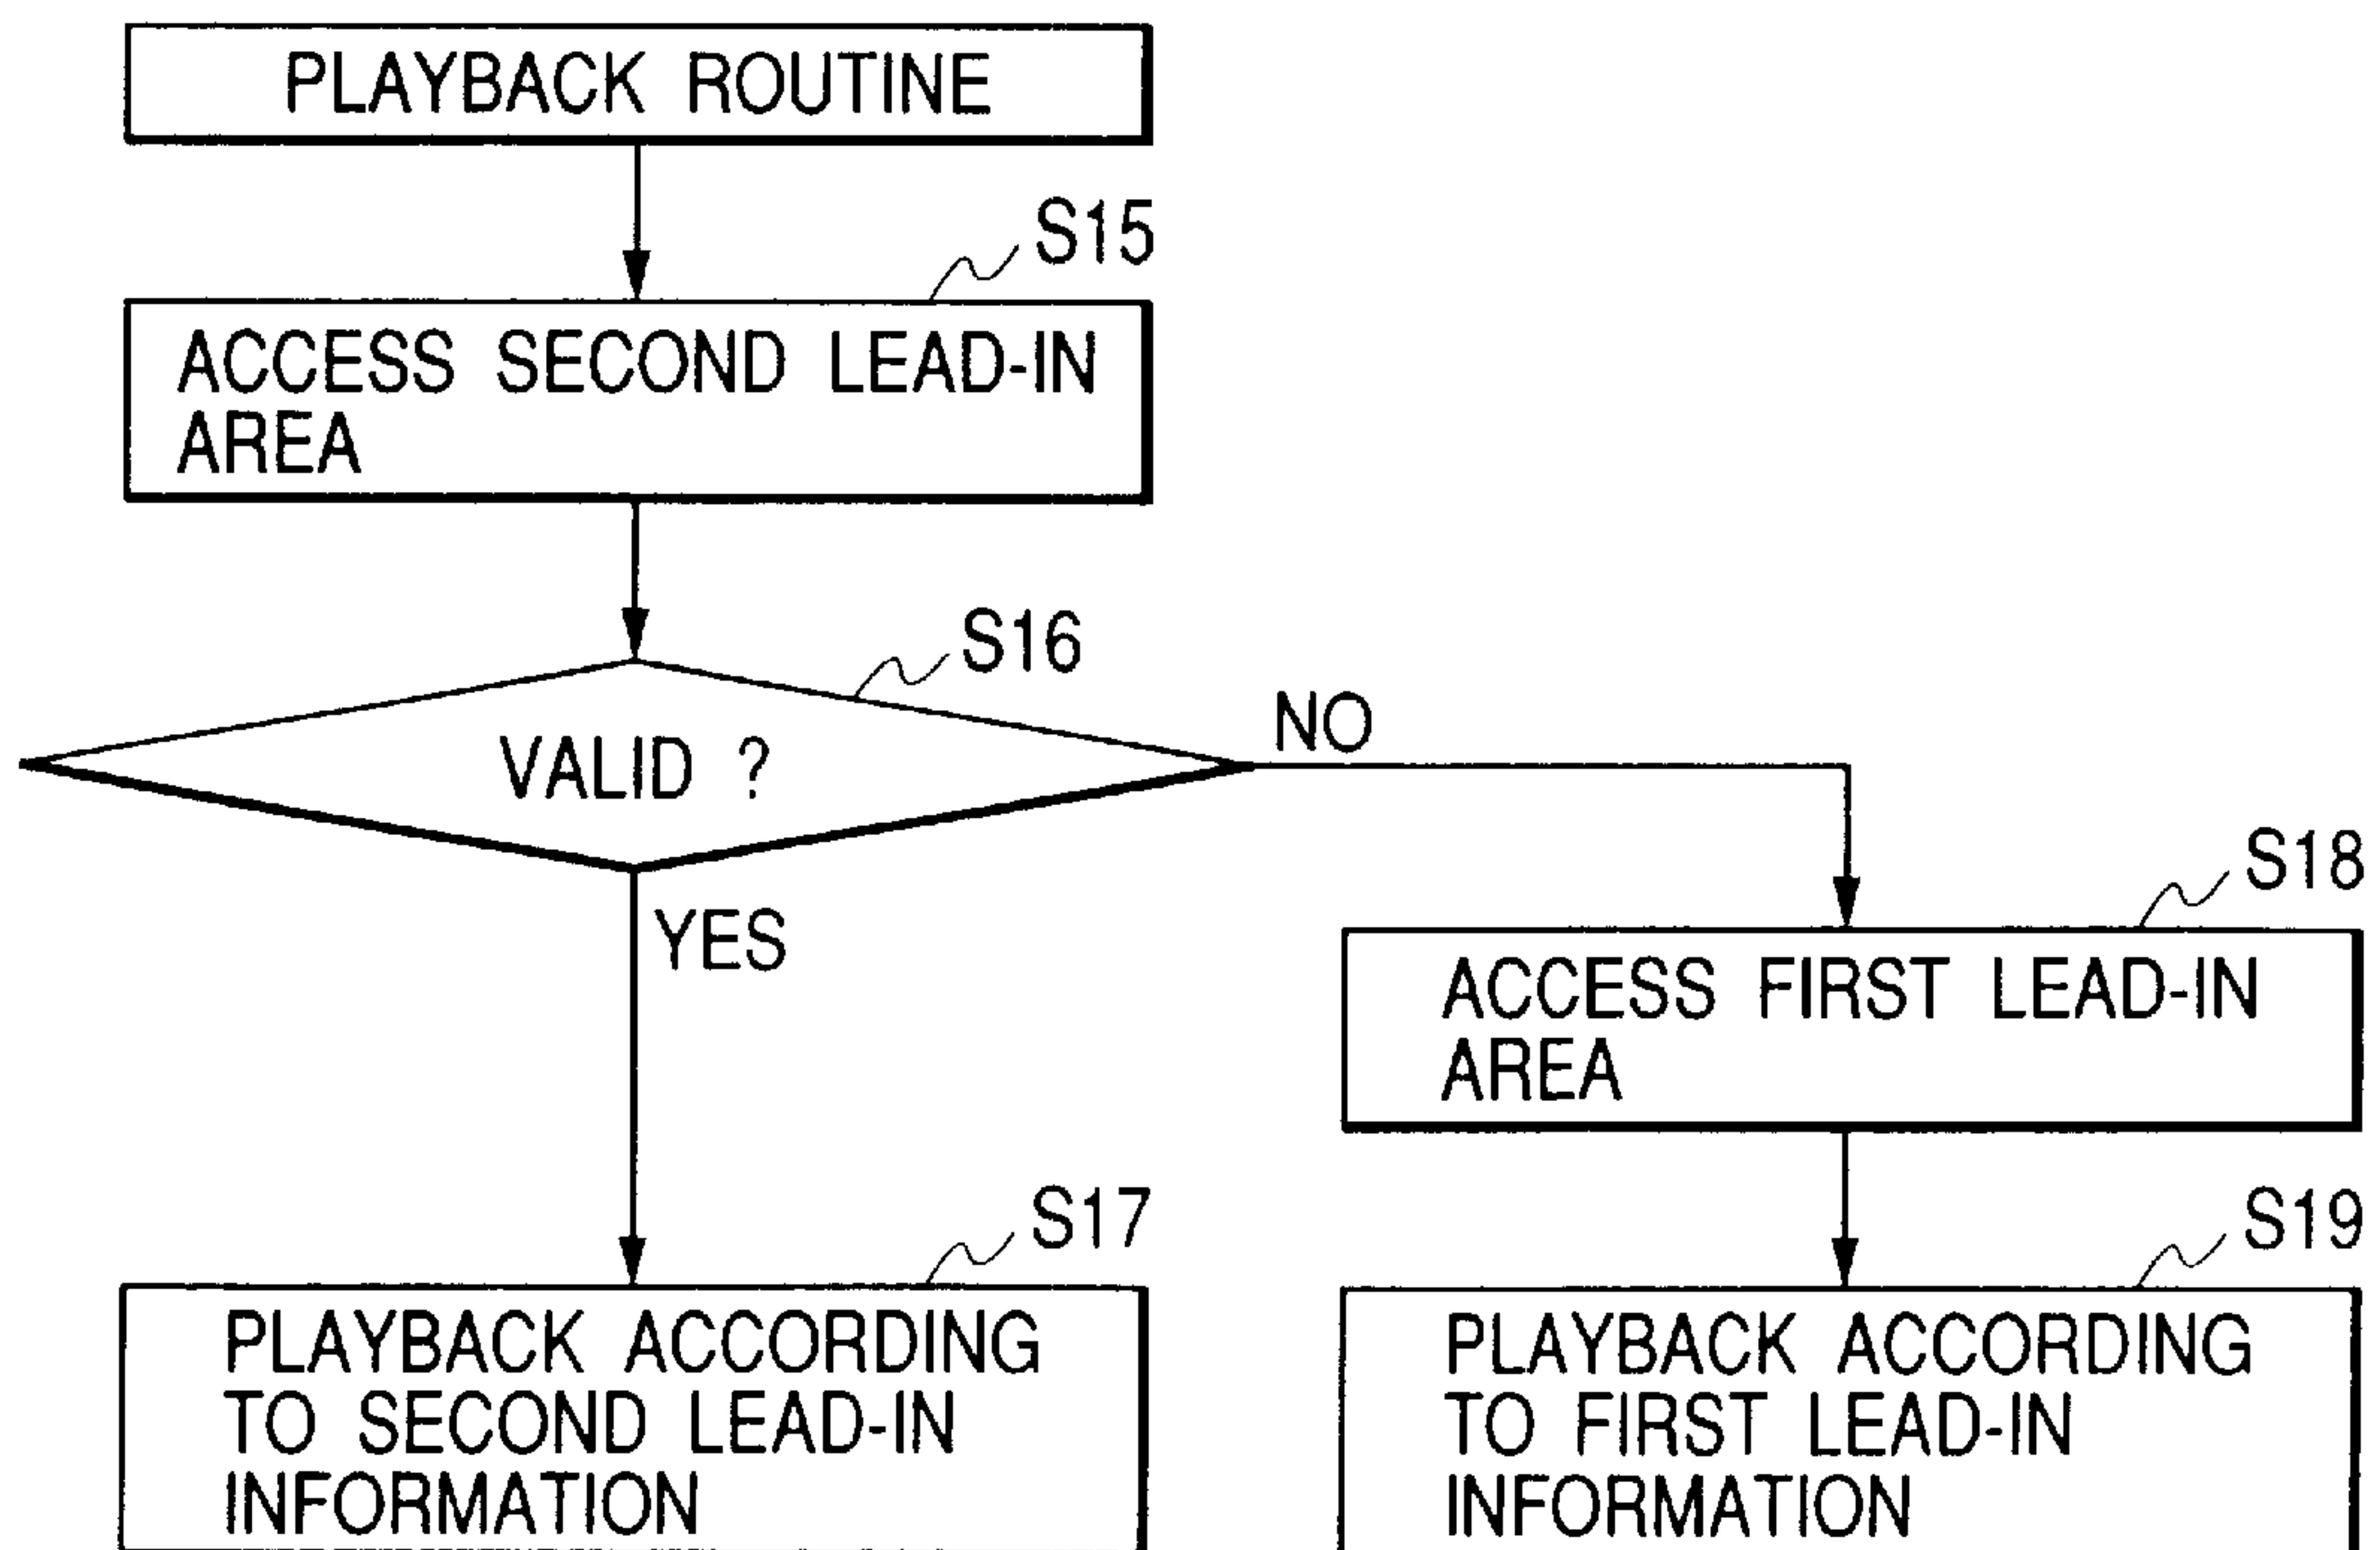 PLAYBACK ROUTINE
S15
ACCESS SECOND LEAD-IN
AREA
S16
VALID ?
NO
YES
S18
ACCESS FIRST LEAD-IN
AREA
S17
PLAYBACK ACCORDING
TO SECOND LEAD-IN
INFORMATION
S19
PLAYBACK ACCORDING
TO FIRST LEAD-IN
INFORMATION